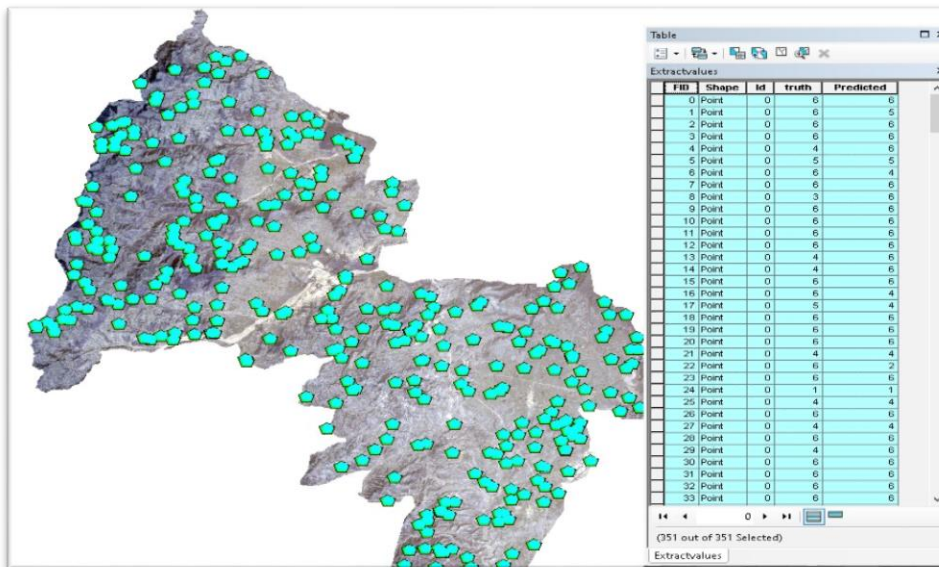 Table
Extractvalues
FID Shape Id truth Predicted
0 Point 0 6 6
1 Point 0 6 5
2 Point 0 6 6
3 Point 0 6 6
4 Point 0 4 6
5 Point 0 5 5
6 Point 0 6 4
7 Point 0 6 6
8 Point 0 3 6
9 Point 0 6 6
10 Point 0 6 6
11 Point 0 6 6
12 Point 0 6 6
13 Point 0 4 6
14 Point 0 4 6
15 Point 0 6 6
16 Point 0 6 4
17 Point 0 5 4
18 Point 0 6 6
19 Point 0 6 6
20 Point 0 6 6
21 Point 0 4 4
22 Point 0 6 2
23 Point 0 6 6
24 Point 0 1 1
25 Point 0 4 4
26 Point 0 6 6
27 Point 0 4 4
28 Point 0 6 6
29 Point 0 4 6
30 Point 0 6 6
31 Point 0 6 6
32 Point 0 6 6
33 Point 0 6 6
0
(351 out of 351 Selected)
Extractvalues